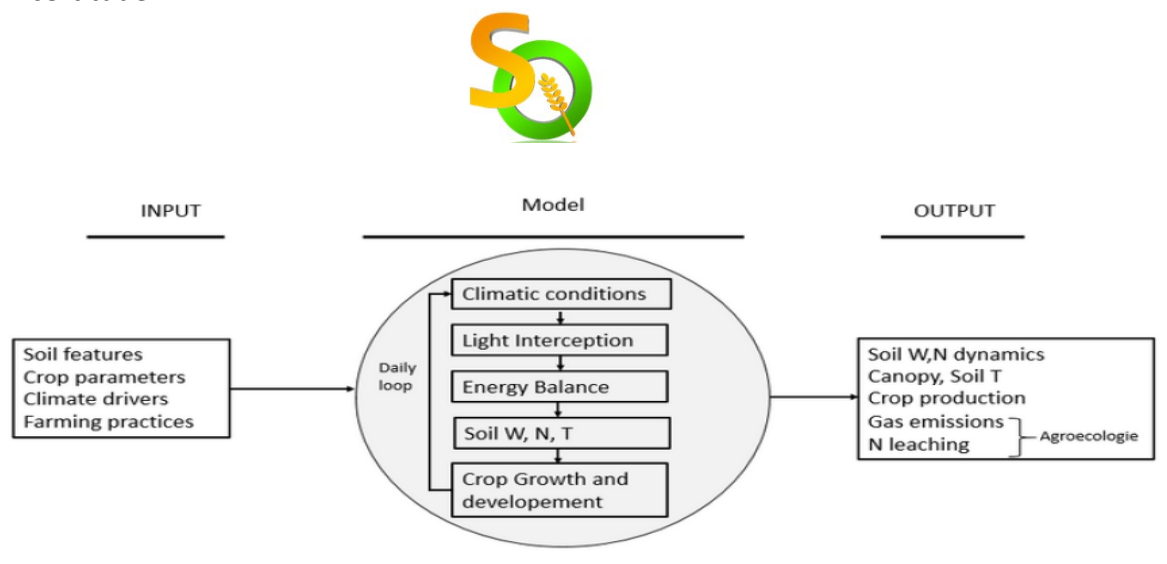 SO
INPUT
Model
OUTPUT
Climatic conditions
Light Interception
Energy Balance
Soil W, N, T
Crop Growth and
developement
Daily
loop
Soil features
Crop parameters
Climate drivers
Farming practices
Soil W,N dynamics
Canopy, Soil T
Crop production
Gas emissions
N leaching
Agroecologie